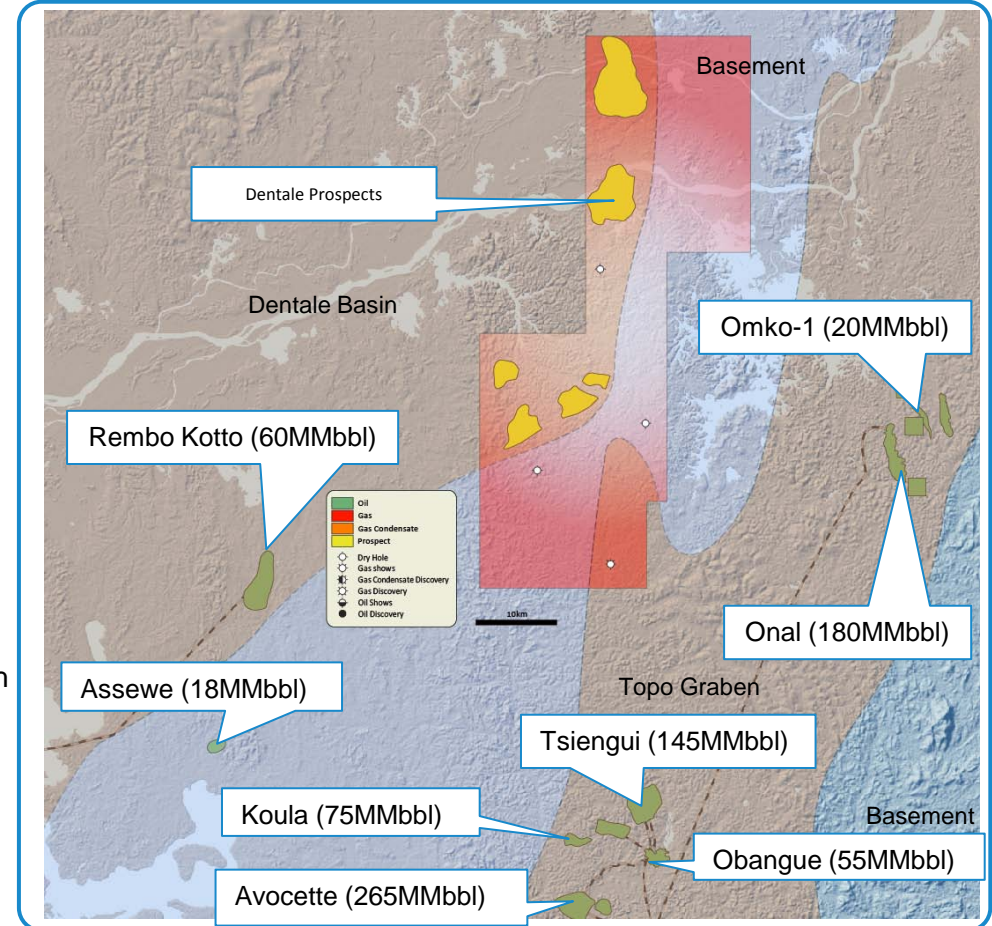 Basement
Dentale Prospects
Dentale Basin
Omko-1 (20MMbbl)
Rembo Kotto (60MMbbl)
Oil
Gas
Gas Condensate
Prospect
Dry Hole
Gas shows
Gas Condensate Discovery
Gas Discovery
Oil Shows
Oil Discovery
10km
Onal (180MMbbl)
n
Assewe (18MMbbl)
Topo Graben
Tsiengui (145MMbbl)
Koula (75MMbbl)
Basement
Obangue (55MMbbl)
Avocette (265MMbbl)